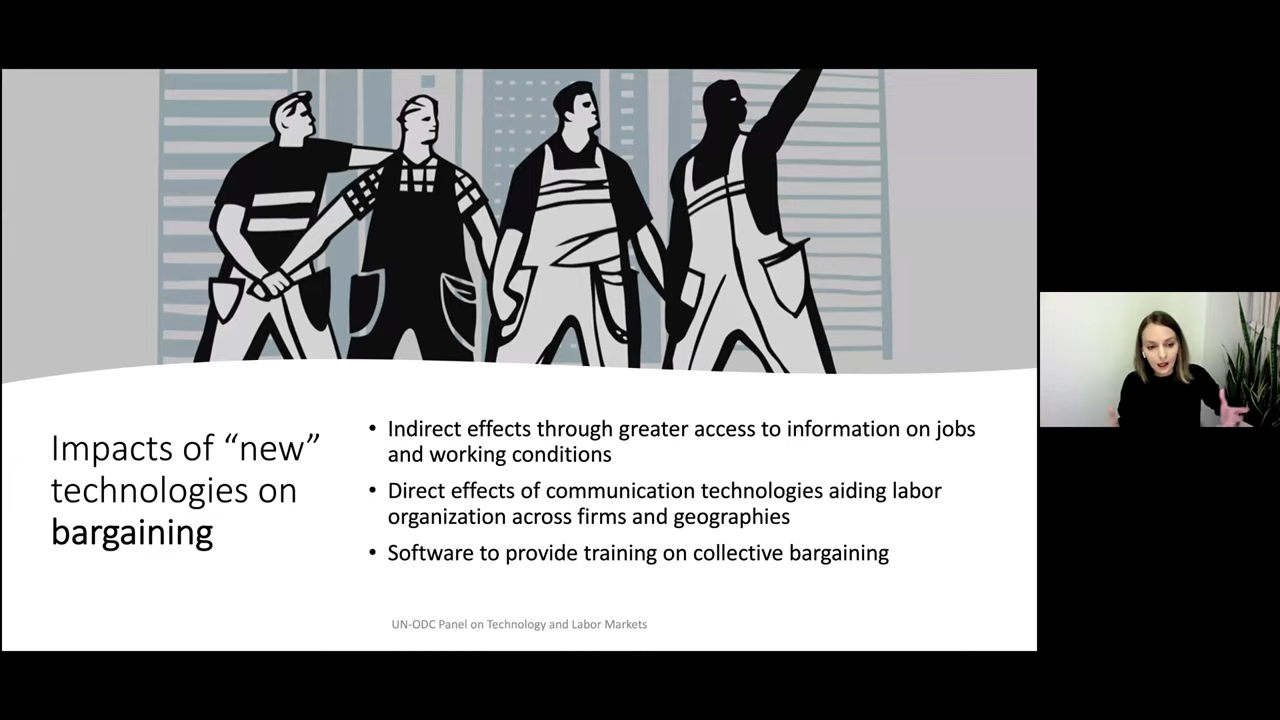 Impacts of “new”
technologies on
bargaining
• Indirect effects through greater access to information on jobs
and working conditions
• Direct effects of communication technologies aiding labor
organization across firms and geographies
• Software to provide training on collective bargaining
UN-ODC Panel on Technology and Labor Markets